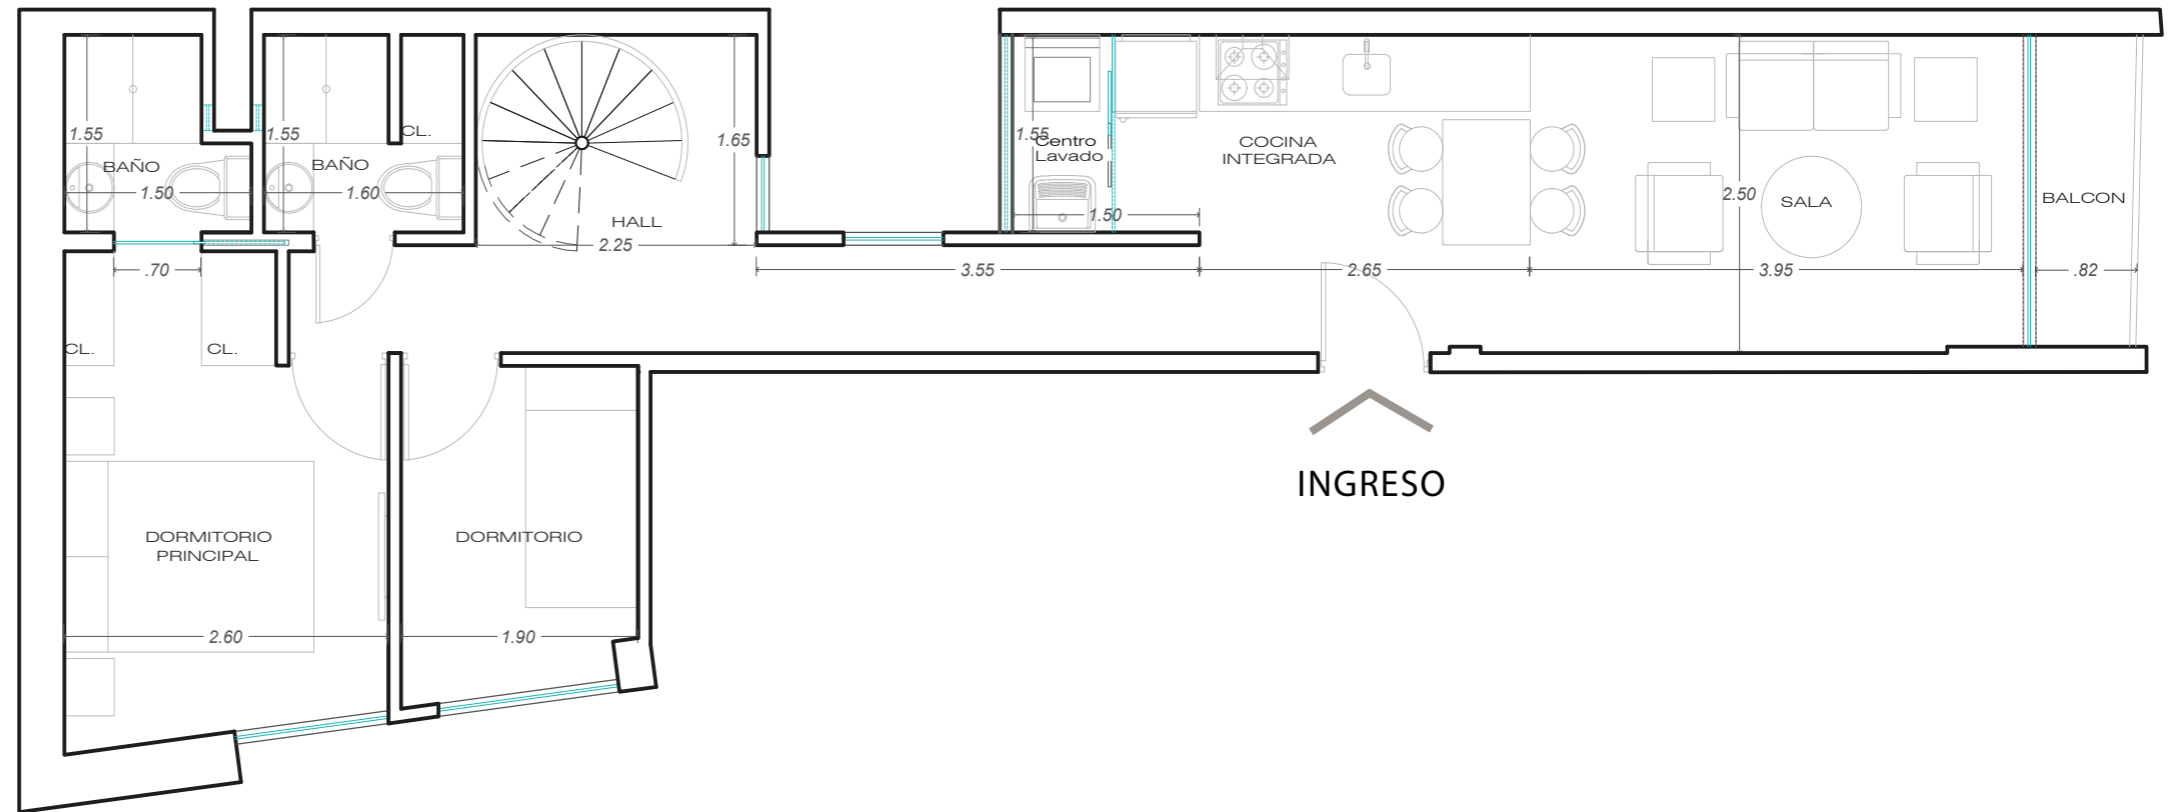 1.55
BAÑO
1.50
1.55
BAÑO
1.60
CL.
1.65
HALL
2.25
1.55
Centro
Lavado
1.50
COCINA
INTEGRADA
2.50
SALA
BALCON
.70
3.55
2.65
3.95
.82
CL.
CL.
INGRESO
DORMITORIO
PRINCIPAL
DORMITORIO
2.60
1.90